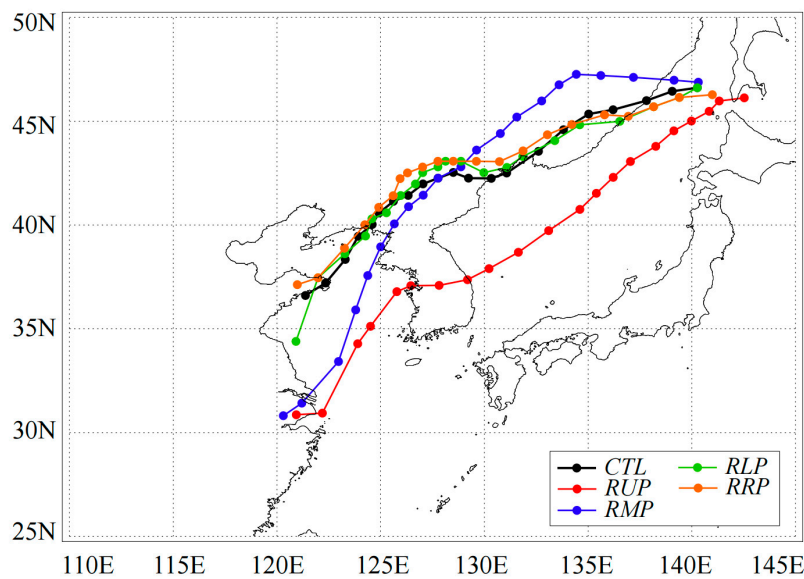 50N
45N
40N
35N
30N
25N
110E 115E 120E 125E 130E 135E 140E 145E
CTL RLP
RUP RRP
RMP